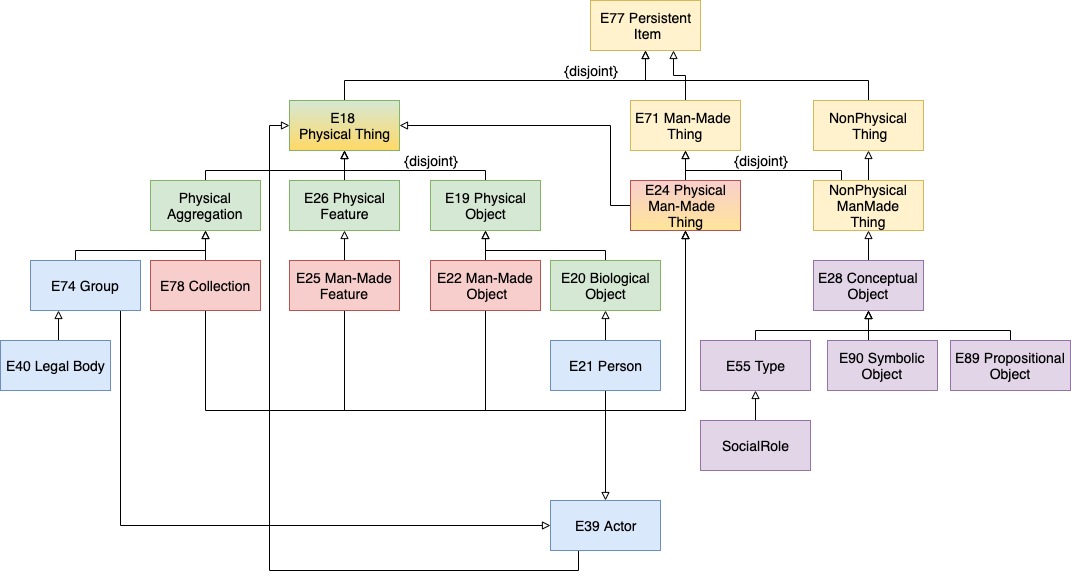 E77 Persistent
Item
{disjoint}
E18
Physical Thing
E71 Man-Made
Thing
NonPhysical
Thing
{disjoint}
{disjoint}
Physical
Aggregation
E26 Physical
Feature
E19 Physical
Object
E24 Physical
Man-Made
Thing
NonPhysical
ManMade
Thing
E74 Group
E78 Collection
E25 Man-Made
Feature
E22 Man-Made
Object
E20 Biological
Object
E28 Conceptual
Object
E40 Legal Body
E21 Person
E55 Type
E90 Symbolic
Object
E89 Propositional
Object
SocialRole
E39 Actor